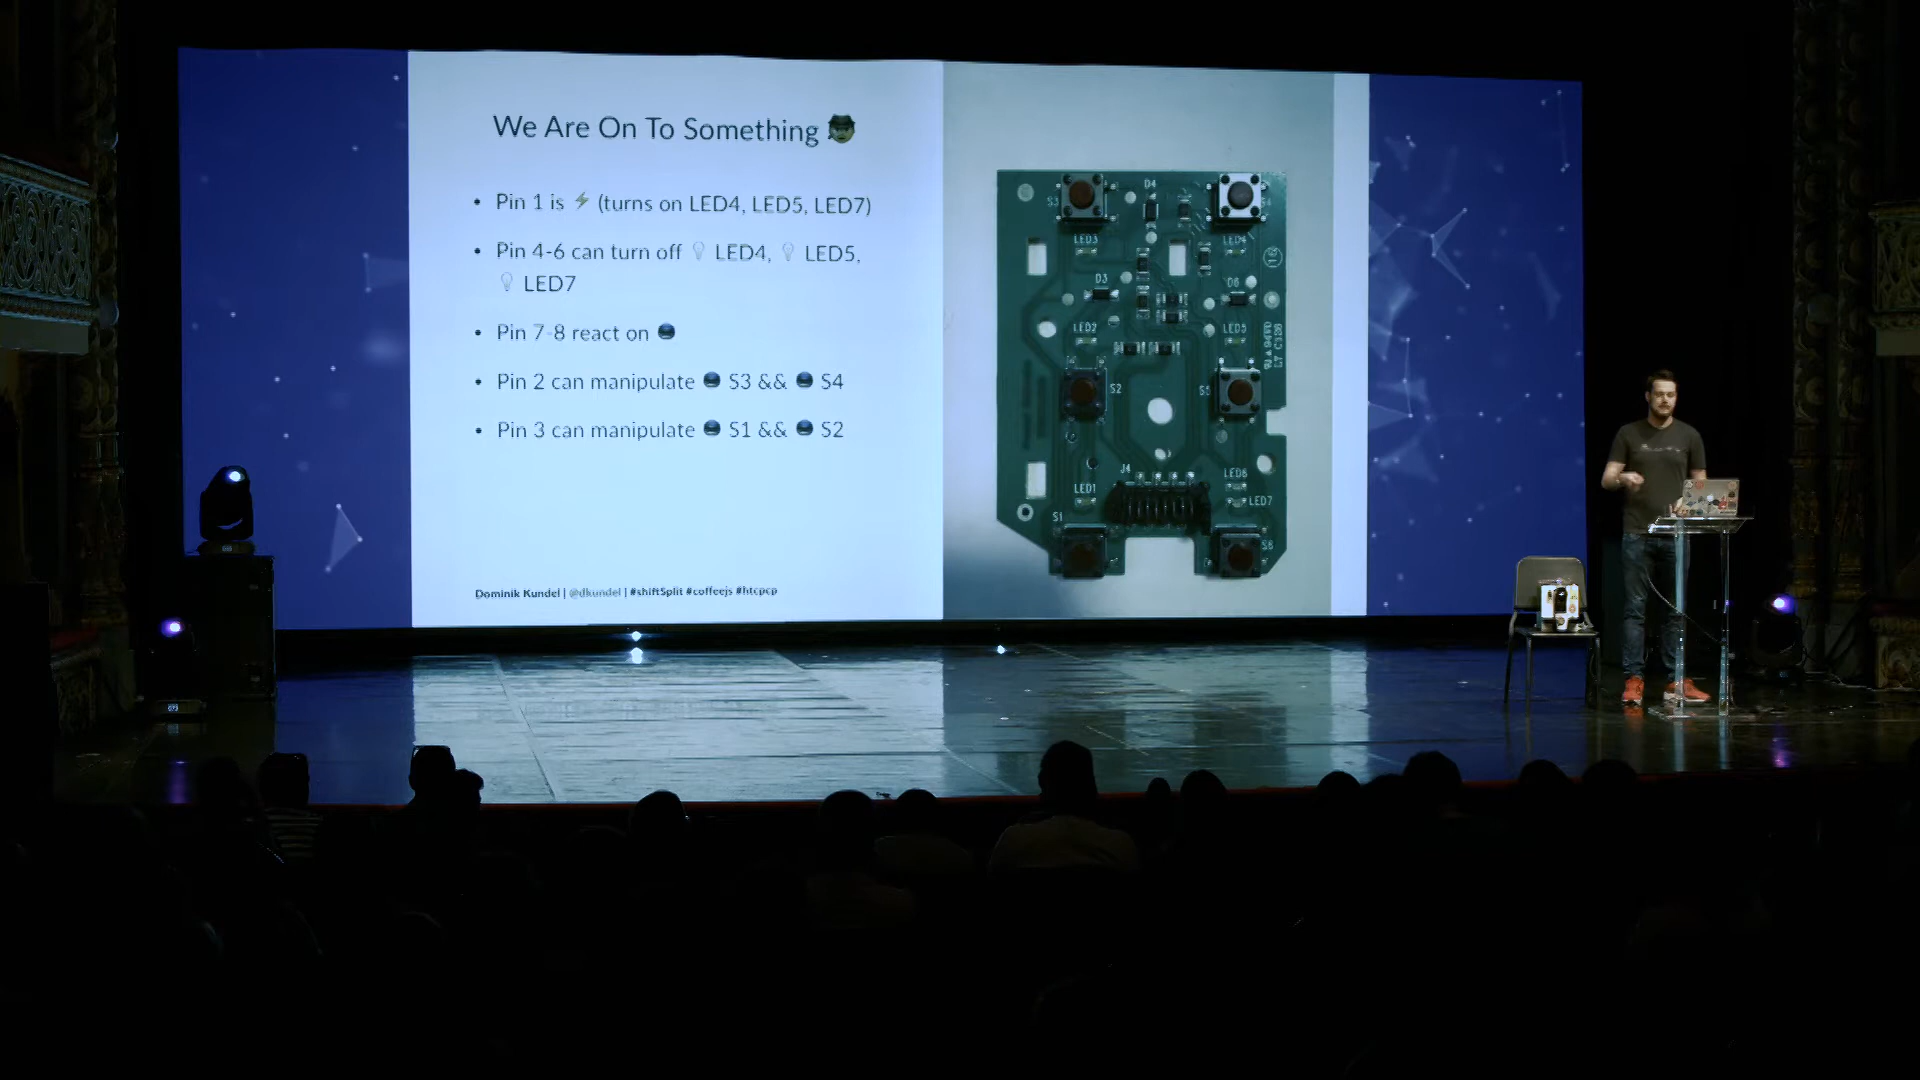 We Are On To Something
• Pin 1 is ⚡ (turns on LED4, LED5, LED7)
• Pin 4-6 can turn off 💡 LED4, 💡 LED5,
💡 LED7
• Pin 7-8 react on
• Pin 2 can manipulate S3 && S4
• Pin 3 can manipulate S1 && S2
Dominik Kundel | @dkundel | #shiftSplit #coffeejs #htcpcp
S3
D4
LED3
LED4
D3
D6
LED2
LED5
S2
S5
J4
LED1
LED6
LED7
S1
S6